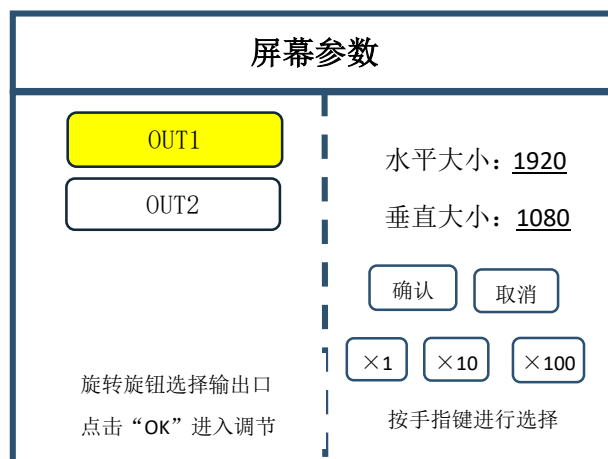 屏幕参数
OUT1
OUT2
旋转旋钮选择输出口
点击“OK”进入调节
水平大小：1920
垂直大小：1080
确认 取消
×1 ×10 ×100
按手指键进行选择